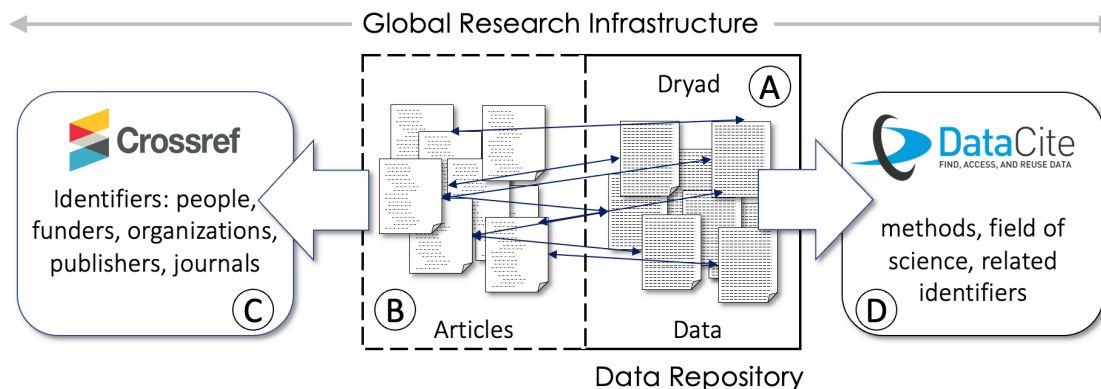 Global Research Infrastructure
Dryad
A
Crossref
Identifiers: people,
funders, organizations,
publishers, journals
C
B
Articles
Data
DataCite
FIND, ACCESS, AND REUSE DATA
methods, field of
science, related
identifiers
D
Data Repository